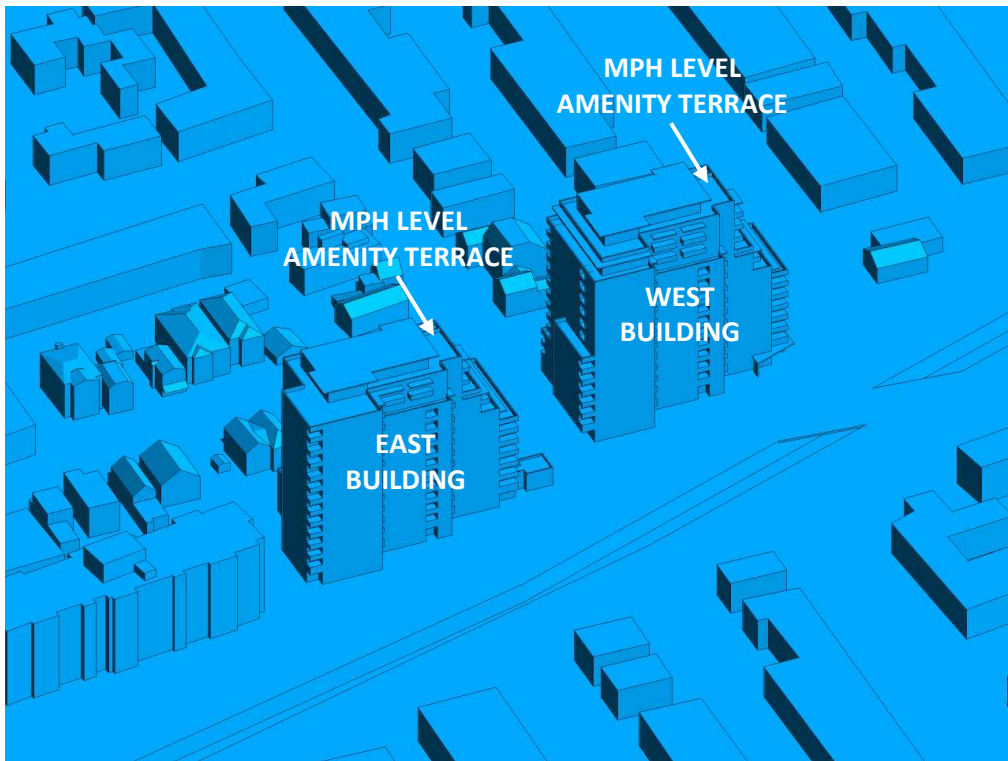 MPH LEVEL
AMENITY TERRACE
MPH LEVEL
AMENITY TERRACE
WEST
BUILDING
EAST
BUILDING